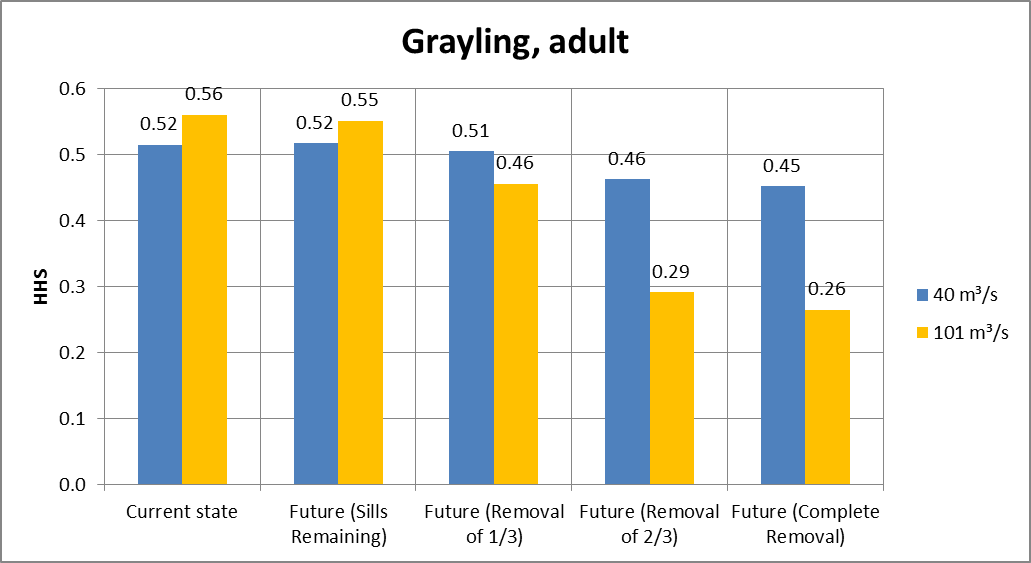 Grayling, adult
0.6
0.5
0.4
0.3
0.2
0.1
0.0
HHS
0.52
0.56
0.52
0.55
0.51
0.46
0.46
0.29
0.45
0.26
Current state
Future (Sills
Remaining)
Future (Removal
of 1/3)
Future (Removal
of 2/3)
Future (Complete
Removal)
40 m³/s
101 m³/s